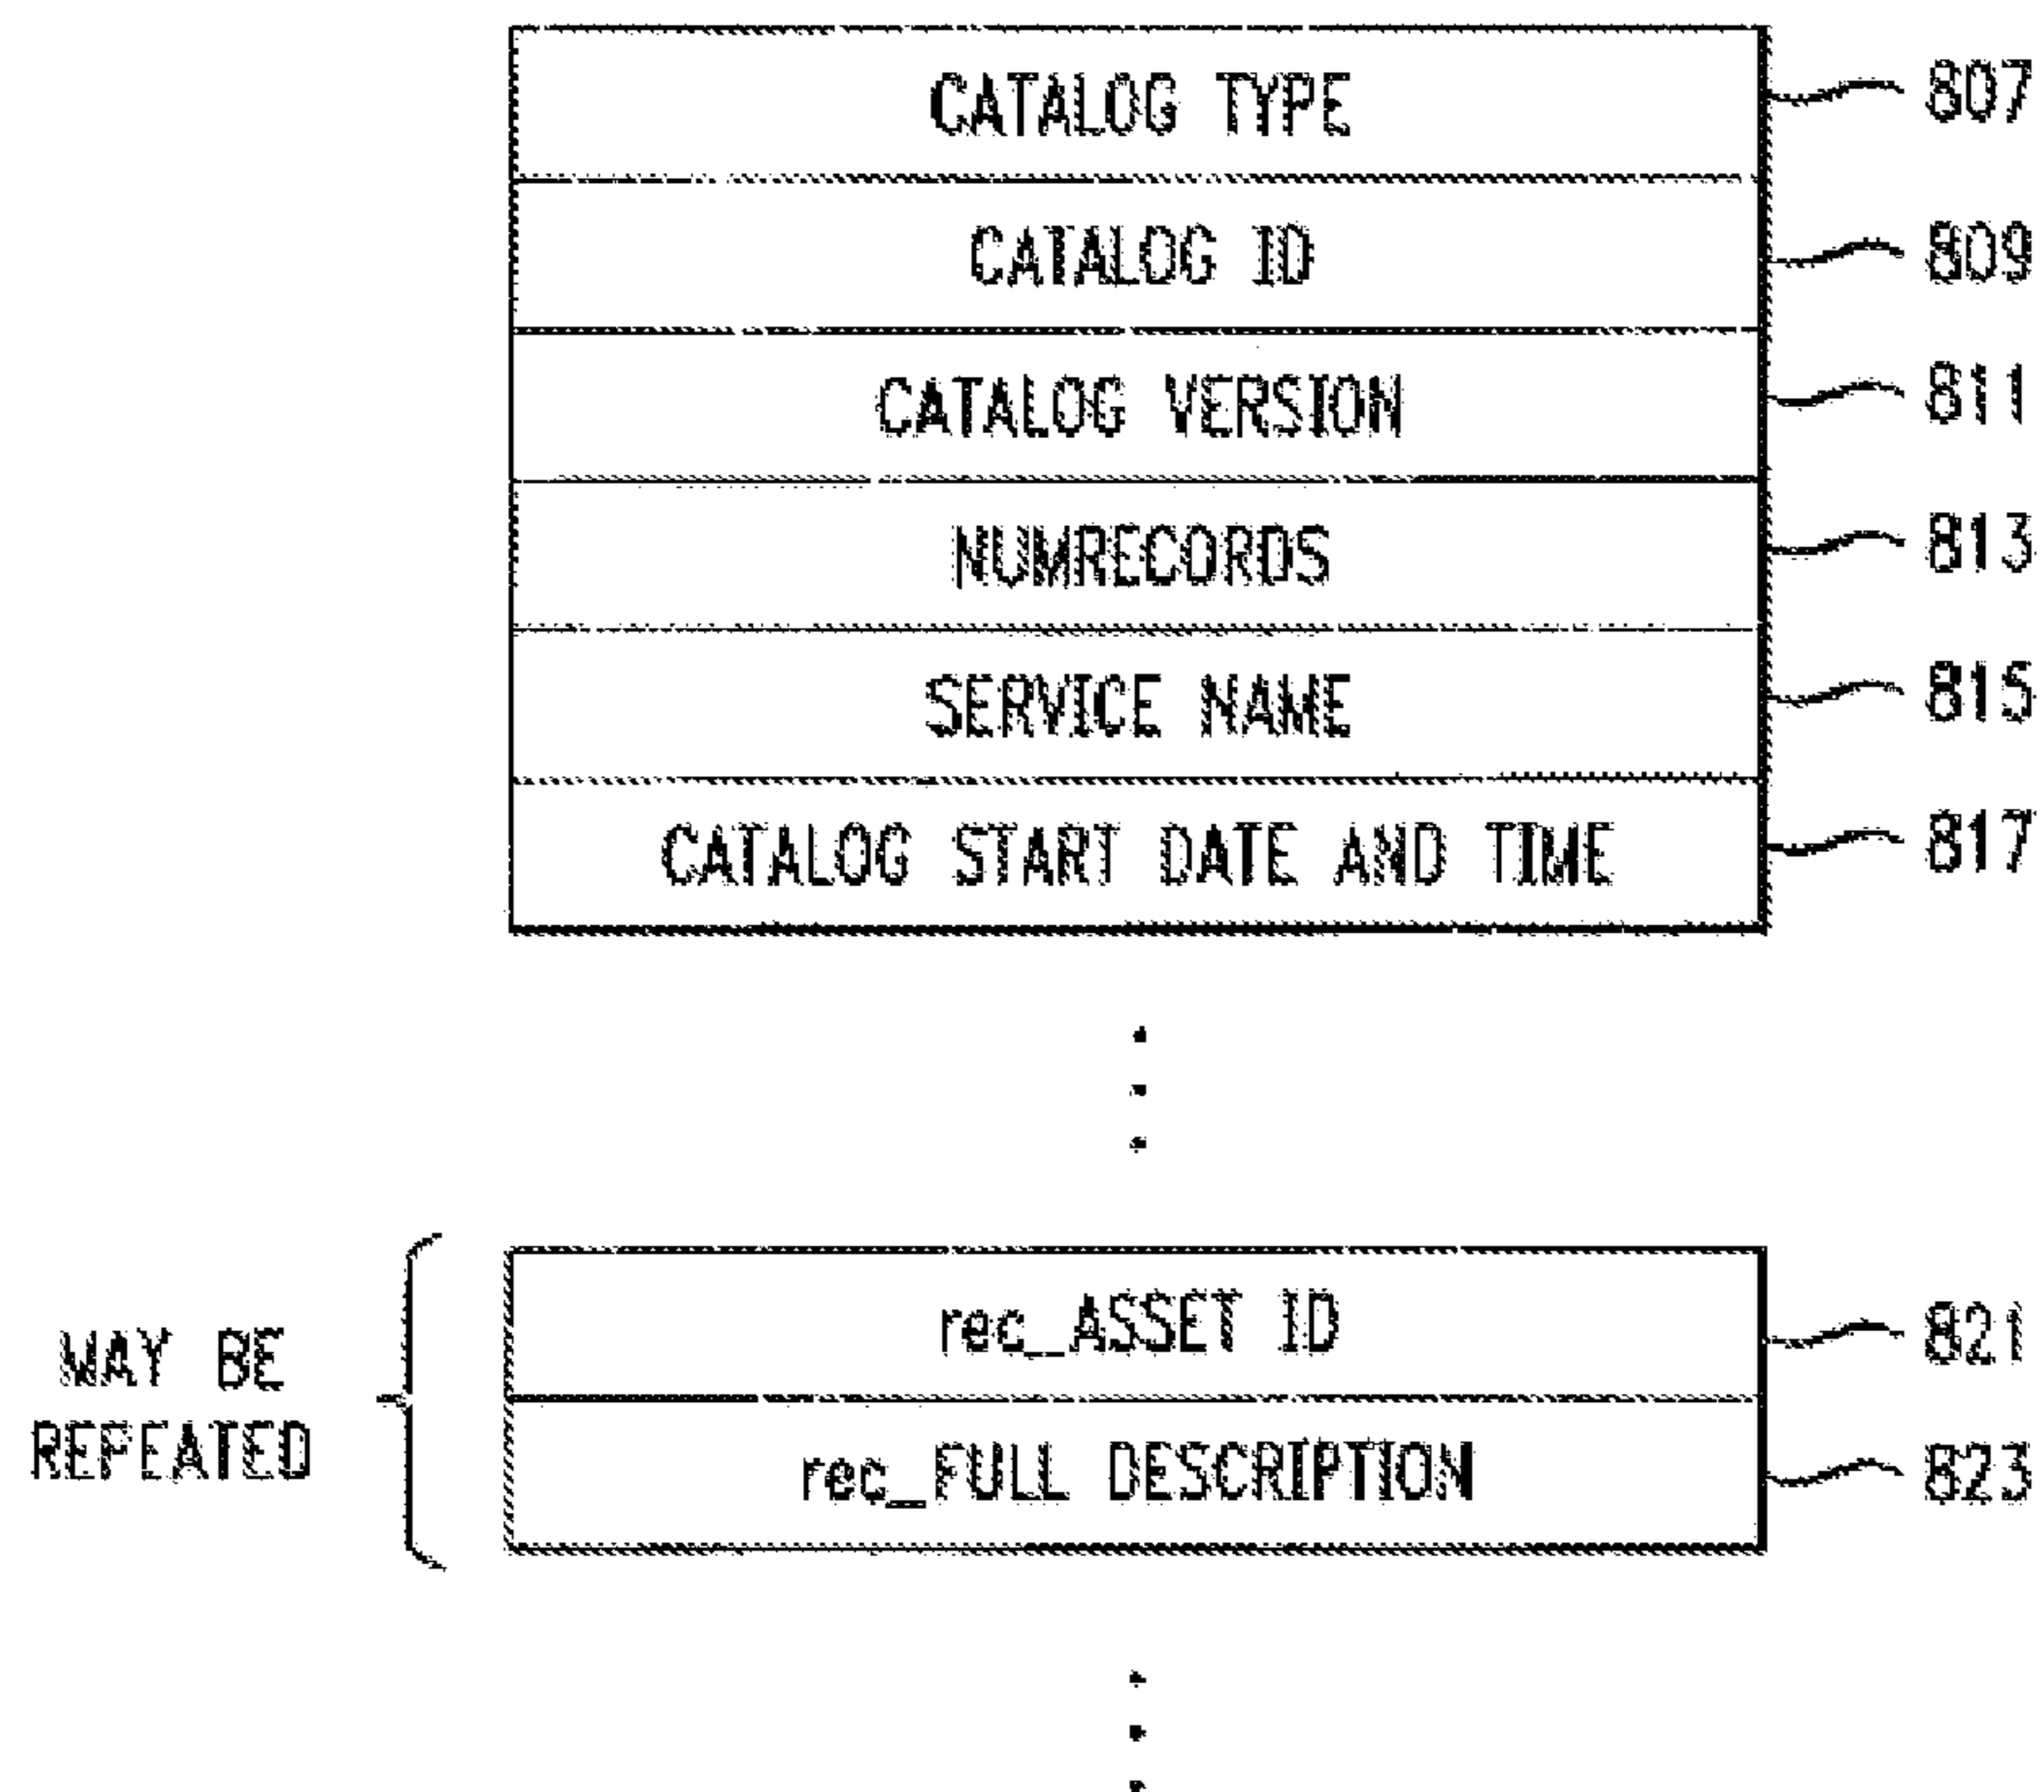 CATALOG TYPE 807
CATALOG ID 809
CATALOG VERSION 811
NUMRECORDS 813
SERVICE NAME 815
CATALOG START DATE AND TIME 817
rec_ASSET ID 821
MAY BE
REPEATED
rec_FULL DESCRIPTION 823